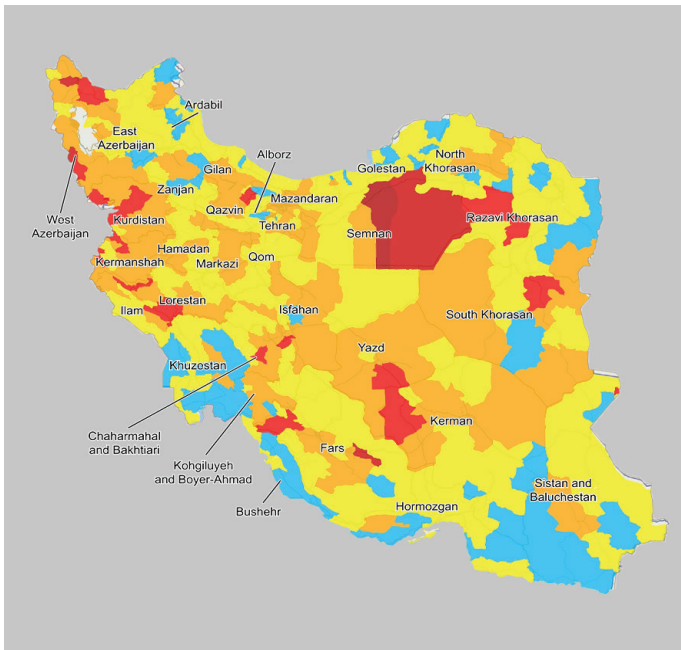 Ardabil
East
Azerbaijan
Alborz
Golestan
North
Khorasan
Gilan
Zanjan
Mazandaran
West
Azerbaijan
Kurdistan
Qazvin
Razavi Khorasan
Tehran
Semnan
Hamadan
Kermanshah
Markazi
Qom
Lorestan
Ilam
Isfahan
South Khorasan
Yazd
Khuzestan
Kerman
Chaharmahal
and Bakhtiari
Fars
Kohgiluyeh
and Boyer-Ahmad
Sistan and
Baluchestan
Bushehr
Hormozgan